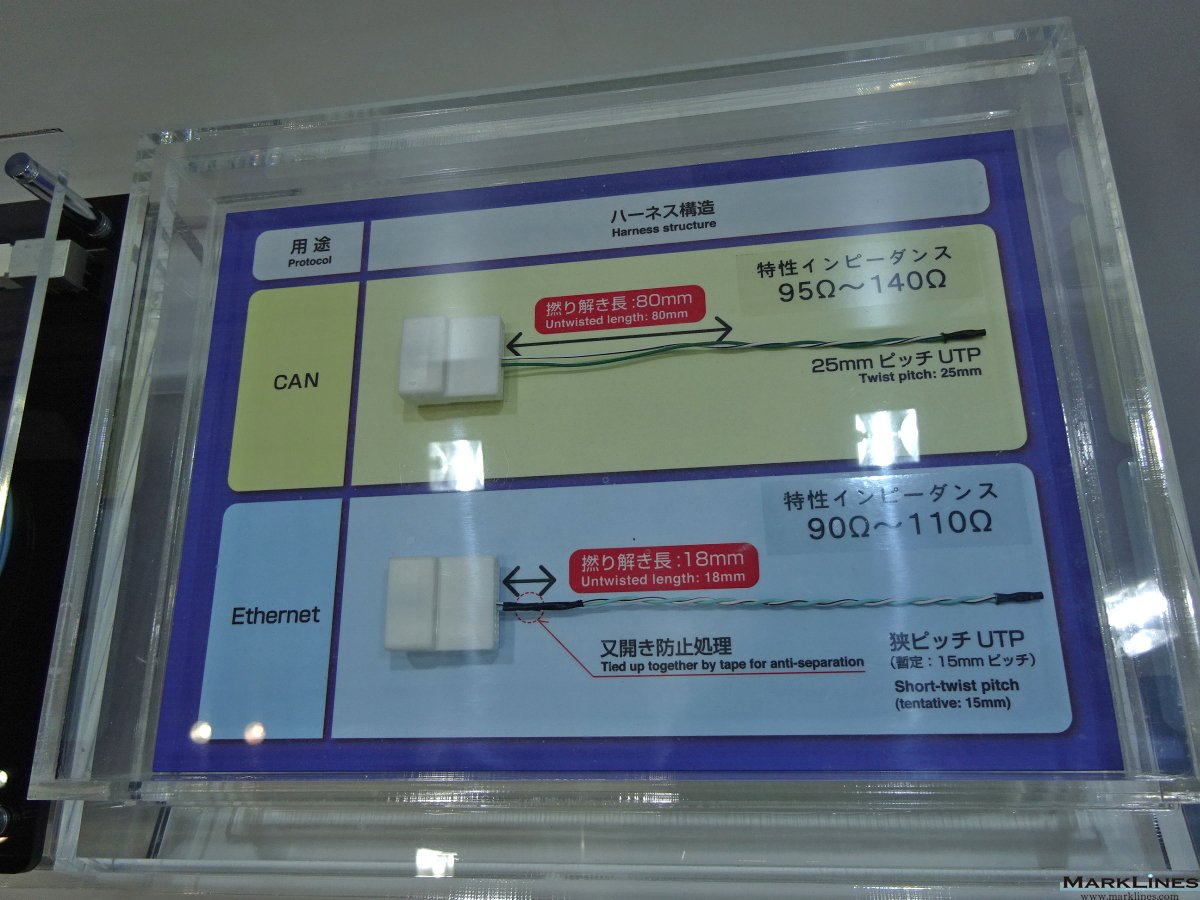 用途
Protocol
ハーネス構造
Harness structure
CAN
特性インピーダンス
95Ω～140Ω
撚り解き長:80mm
Untwisted length: 80mm
25mm ピッチ UTP
Twist pitch: 25mm
Ethernet
特性インピーダンス
90Ω～110Ω
撚り解き長:18mm
Untwisted length: 18mm
又開き防止処理
Tied up together by tape for anti-separation
狭ピッチ UTP
(暫定：15mm ピッチ)
Short-twist pitch
(tentative: 15mm)
MARKLINES
www.marklines.com